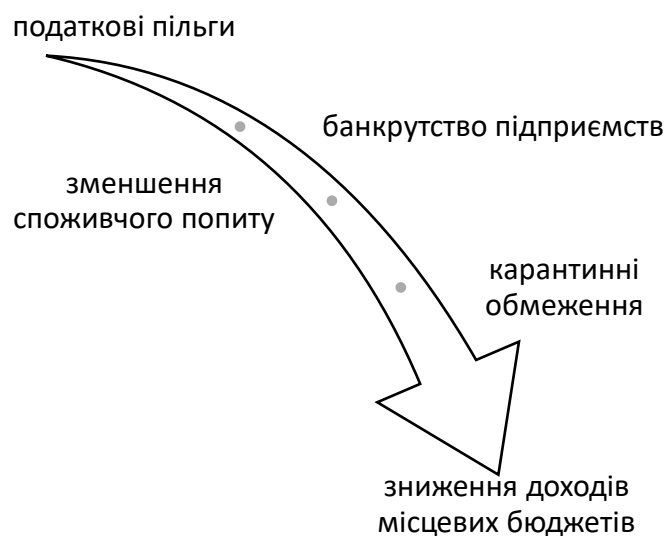 податкові пільги
банкрутство підприємств
зменшення
споживчого попиту
карантинні
обмеження
зниження доходів
місцевих бюджетів